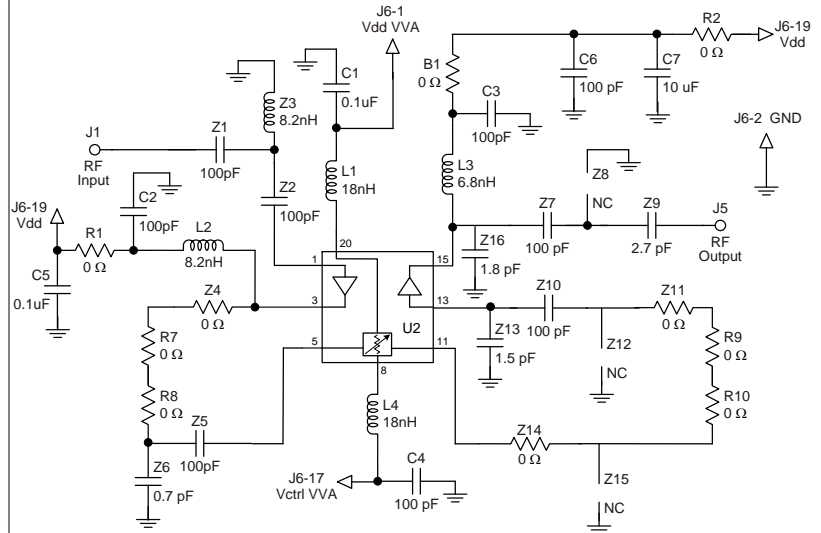 J6-1
Vdd VVA
R2
0 Ω
J6-19
Vdd
B1
0 Ω
C6
100 pF
C7
10 uF
C1
0.1uF
Z3
8.2nH
C3
100pF
J6-2 GND
J1
RF
Input
Z1
100pF
L1
18nH
L3
6.8nH
Z8
NC
C2
100pF
Z2
100pF
J6-19
Vdd
L2
8.2nH
R1
0 Ω
Z7
100 pF
Z9
2.7 pF
J5
RF
Output
Z16
1.8 pF
20
1
15
C5
0.1uF
Z4
0 Ω
3
13
U2
Z10
100 pF
Z11
0 Ω
R7
0 Ω
Z13
1.5 pF
Z12
NC
R9
0 Ω
5
11
8
R8
0 Ω
R10
0 Ω
Z5
100pF
L4
18nH
Z14
0 Ω
Z6
0.7 pF
J6-17
Vctrl VVA
C4
100 pF
Z15
NC